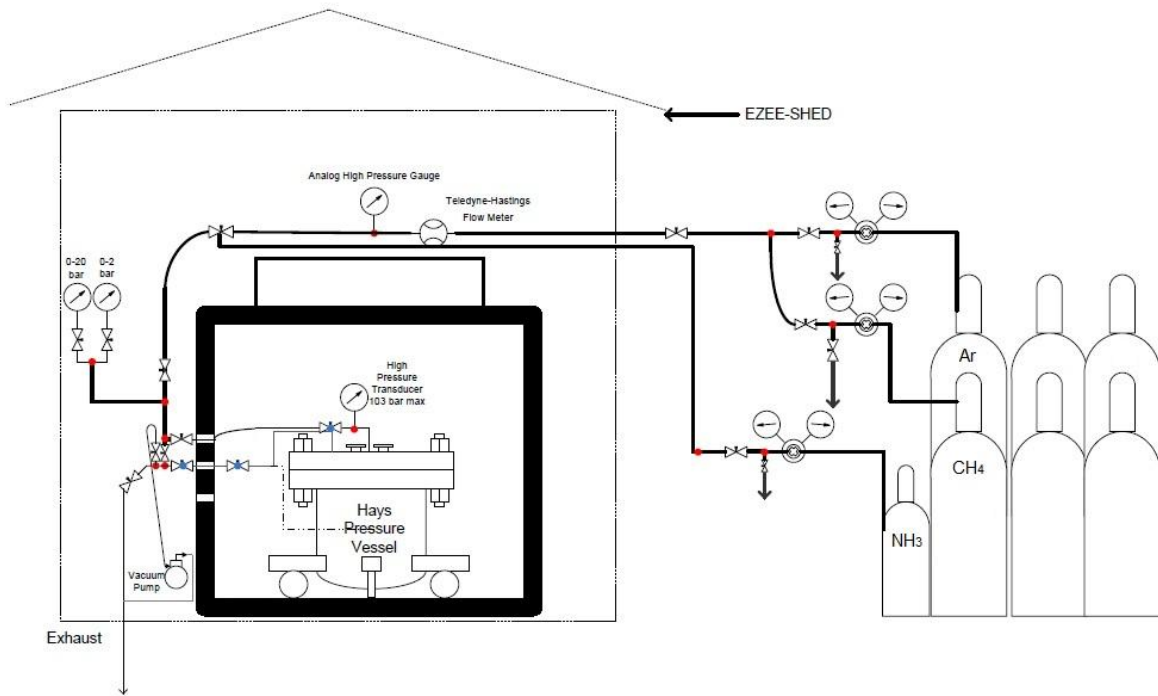 EZEE-SHED
Analog High Pressure Gauge
Teledyne-Hastings
Flow Meter
0-20
bar
0-2
bar
High
Pressure
Transducer
103 bar max
Ar
CH4
NH3
Hays
Pressure
Vessel
Vacuum
Pump
Exhaust